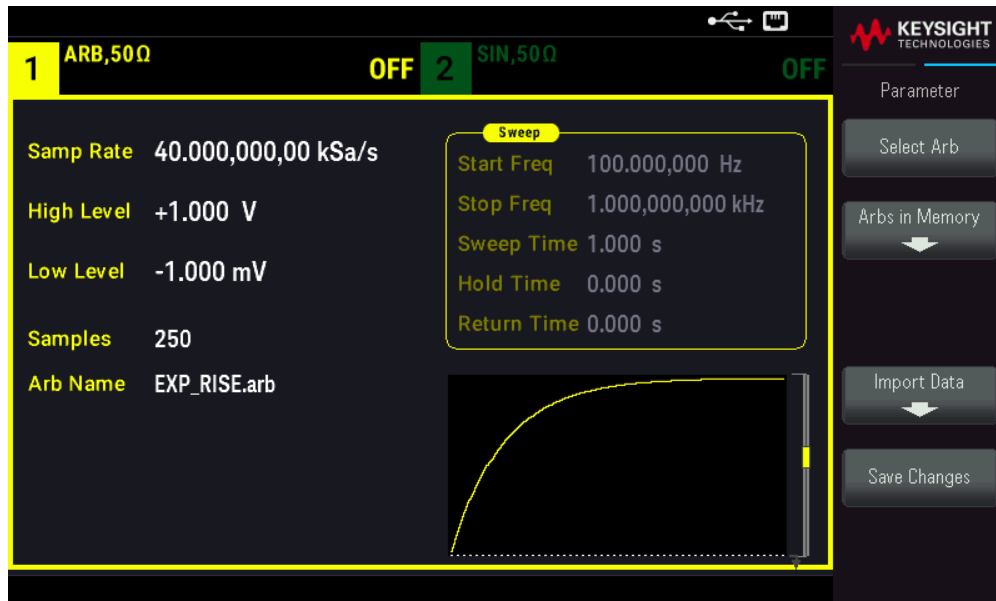 KEYSIGHT
TECHNOLOGIES
1 ARB,50Ω OFF
2 SIN,50Ω OFF
Parameter
Samp Rate 40.000,000,00 kSa/s
High Level +1.000 V
Low Level -1.000 mV
Samples 250
Arb Name EXP_RISE.arb
Sweep
Start Freq 100.000,000 Hz
Stop Freq 1.000,000,000 kHz
Sweep Time 1.000 s
Hold Time 0.000 s
Return Time 0.000 s
Select Arb
Arbs in Memory
Import Data
Save Changes